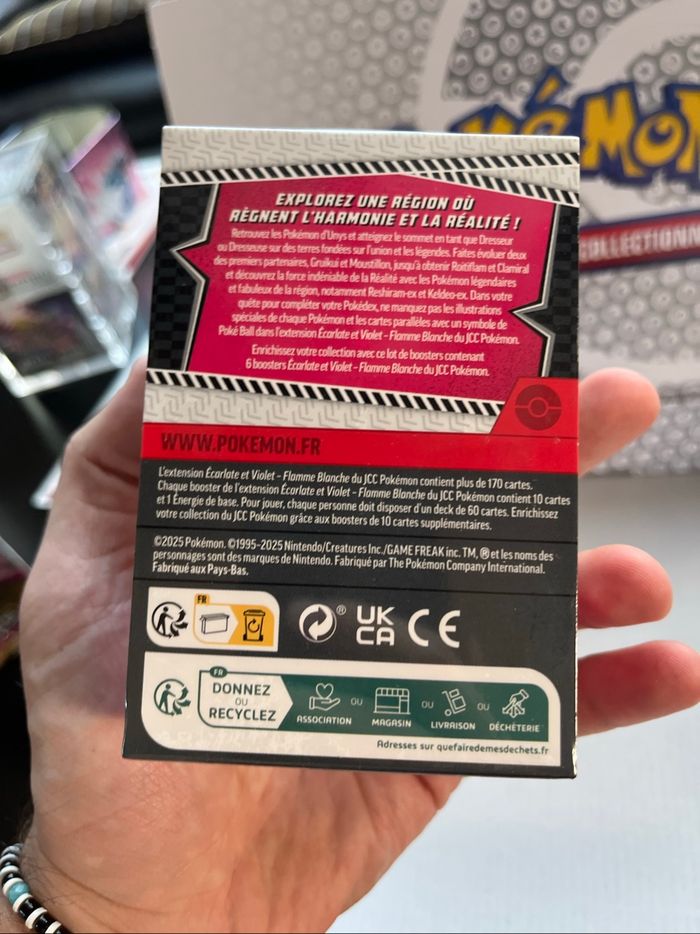 POKÉMON
COLLECTIONN
EXPLOREZ UNE RÉGION OÙ
RÈGNENT L'HARMONIE ET LA RÉALITÉ !
Retrouvez les Pokémon d'Unys et atteignez le sommet en tant que Dresseur
ou Dresseuse sur des terres fondées sur l'union et les légendes. Faites évoluer deux
des premiers partenaires, Gruikui et Moustillon, jusqu'à obtenir Roitiflam et Clamiral
et découvrez la force indéniable de la Réalité avec les Pokémon légendaires
et fabuleux de la région, notamment Reshiram-ex et Keldeo-ex. Dans votre
quête pour compléter votre Pokédex, ne manquez pas les illustrations
spéciales de chaque Pokémon et les cartes parallèles avec un symbole de
Poké Ball dans l'extension Écarlate et Violet – Flamme Blanche du JCC Pokémon.
Enrichissez votre collection avec ce lot de boosters contenant
6 boosters Écarlate et Violet – Flamme Blanche du JCC Pokémon.
WWW.POKEMON.FR
L'extension Écarlate et Violet – Flamme Blanche du JCC Pokémon contient plus de 170 cartes.
Chaque booster de l'extension Écarlate et Violet – Flamme Blanche du JCC Pokémon contient 10 cartes
et 1 Énergie de base. Pour jouer, chaque personne doit disposer d'un deck de 60 cartes. Enrichissez
votre collection du JCC Pokémon grâce aux boosters de 10 cartes supplémentaires.
©2025 Pokémon. ©1995-2025 Nintendo/Creatures Inc./GAME FREAK inc. TM, ® et les noms des
personnages sont des marques de Nintendo. Fabriqué par The Pokémon Company International.
Fabriqué aux Pays-Bas.
FR
®
UK
CA
CE
FR
DONNEZ
OU
RECYCLEZ
OU
OU
OU
ASSOCIATION
MAGASIN
LIVRAISON
DÉCHÈTERIE
Adresses sur quefairedemesdechets.fr